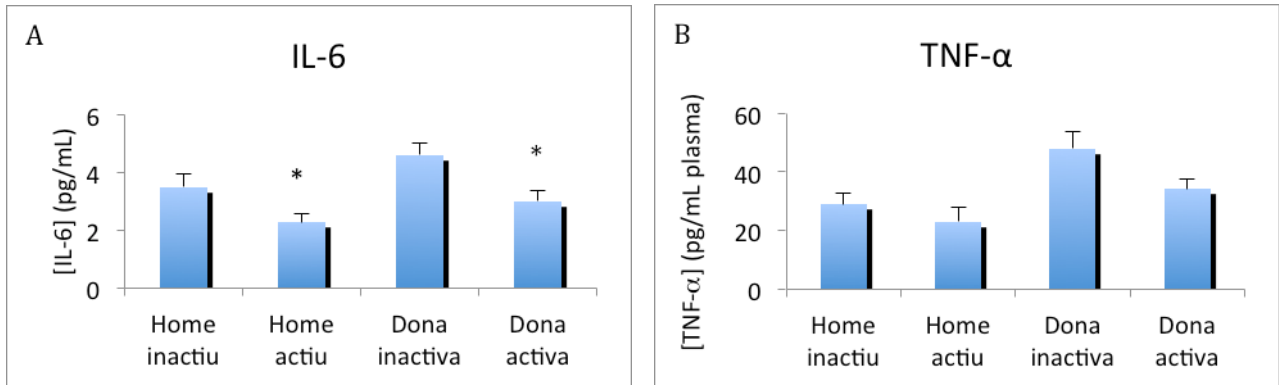 A
IL-6
[IL-6] (pg/mL)
6
4
2
0
*
*
Home
inactiu
Home
actiu
Dona
inactiva
Dona
activa
B
TNF-α
[TNF-α] (pg/mL plasma)
60
40
20
0
Home
inactiu
Home
actiu
Dona
inactiva
Dona
activa